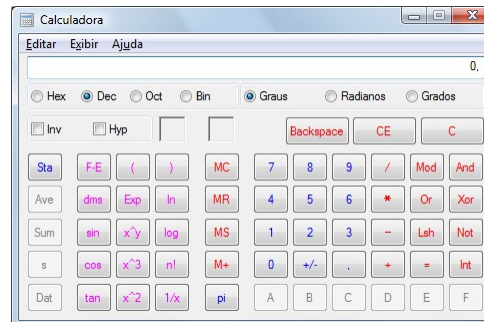 Calculadora
Editar Exibir Ajuda
0,
Hex Dec Oct Bin Graus Radianos Grados
Inv Hyp Backspace CE C
Sta F-E ( ) MC 7 8 9 / Mod And
Ave dms Exp ln MR 4 5 6 * Or Xor
Sum sin x^y log MS 1 2 3 - Lsh Not
s cos x^3 n! M+ 0 +/- , + = Int
Dat tan x^2 1/x pi A B C D E F